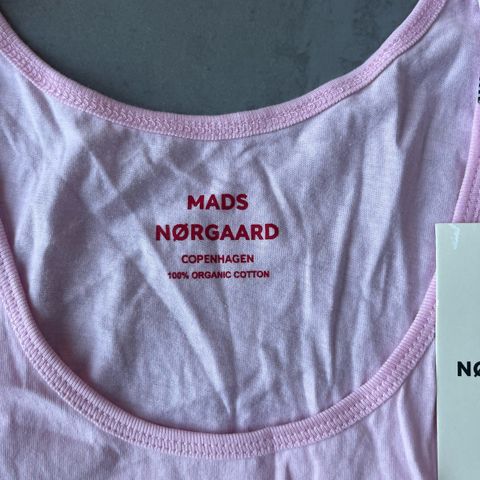 MADS
NØRGAARD
COPENHAGEN
100% ORGANIC COTTON
NØ